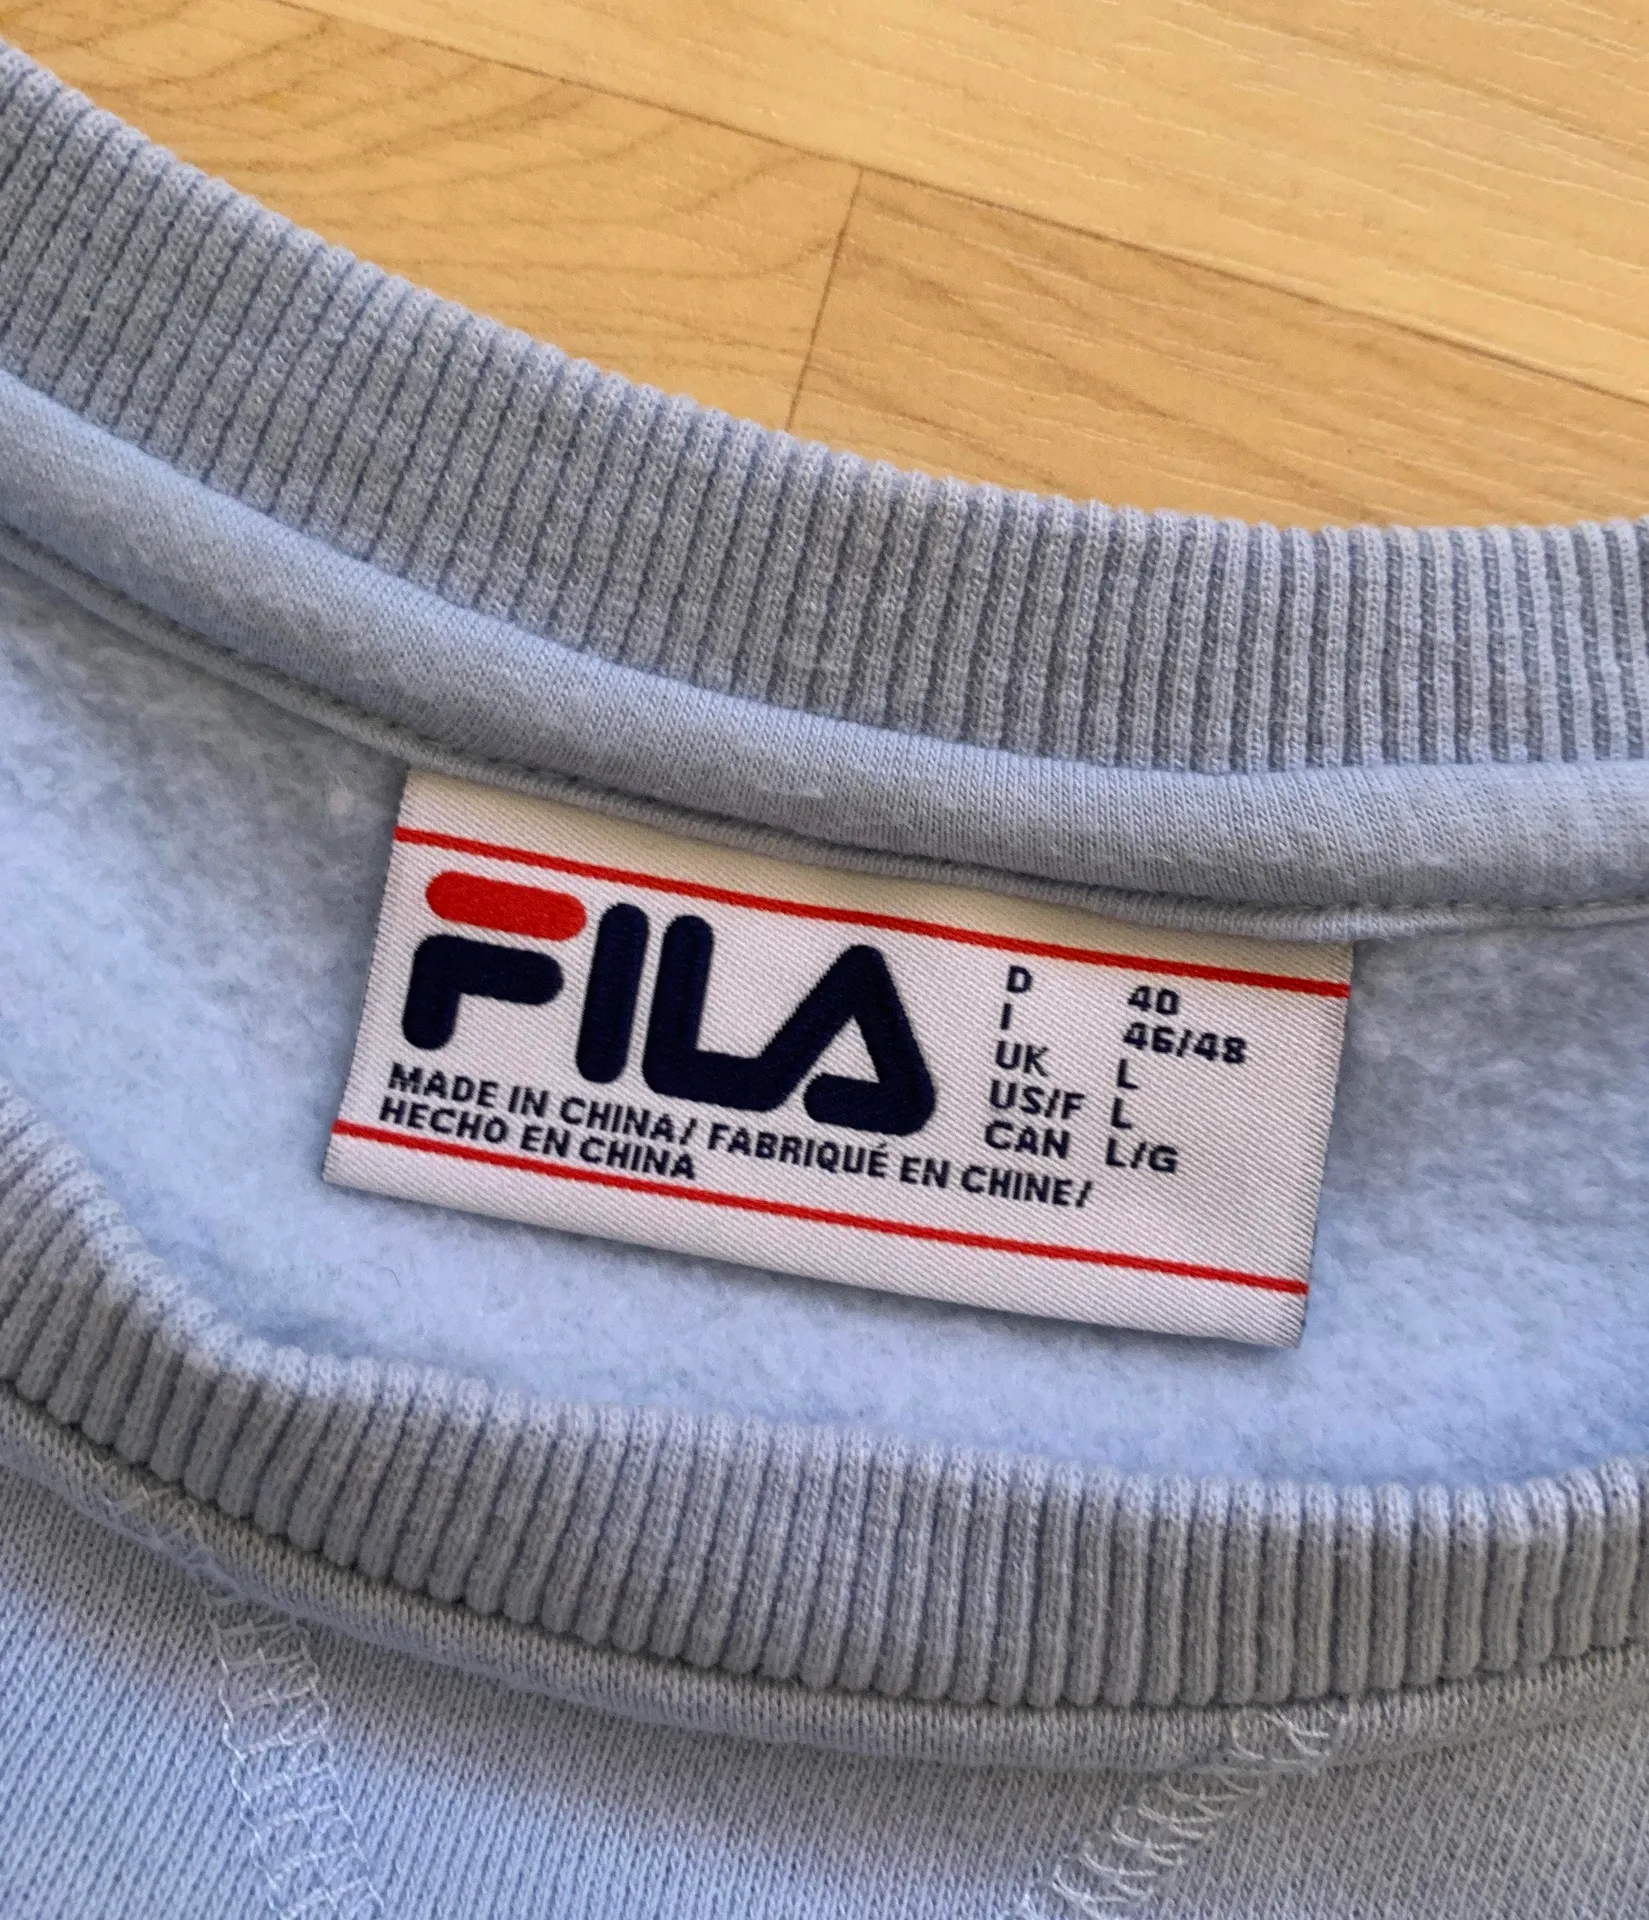 FILA
D 40
I 46/48
UK L
US/F L
CAN L/G
MADE IN CHINA/ FABRIQUÉ EN CHINE/
HECHO EN CHINA